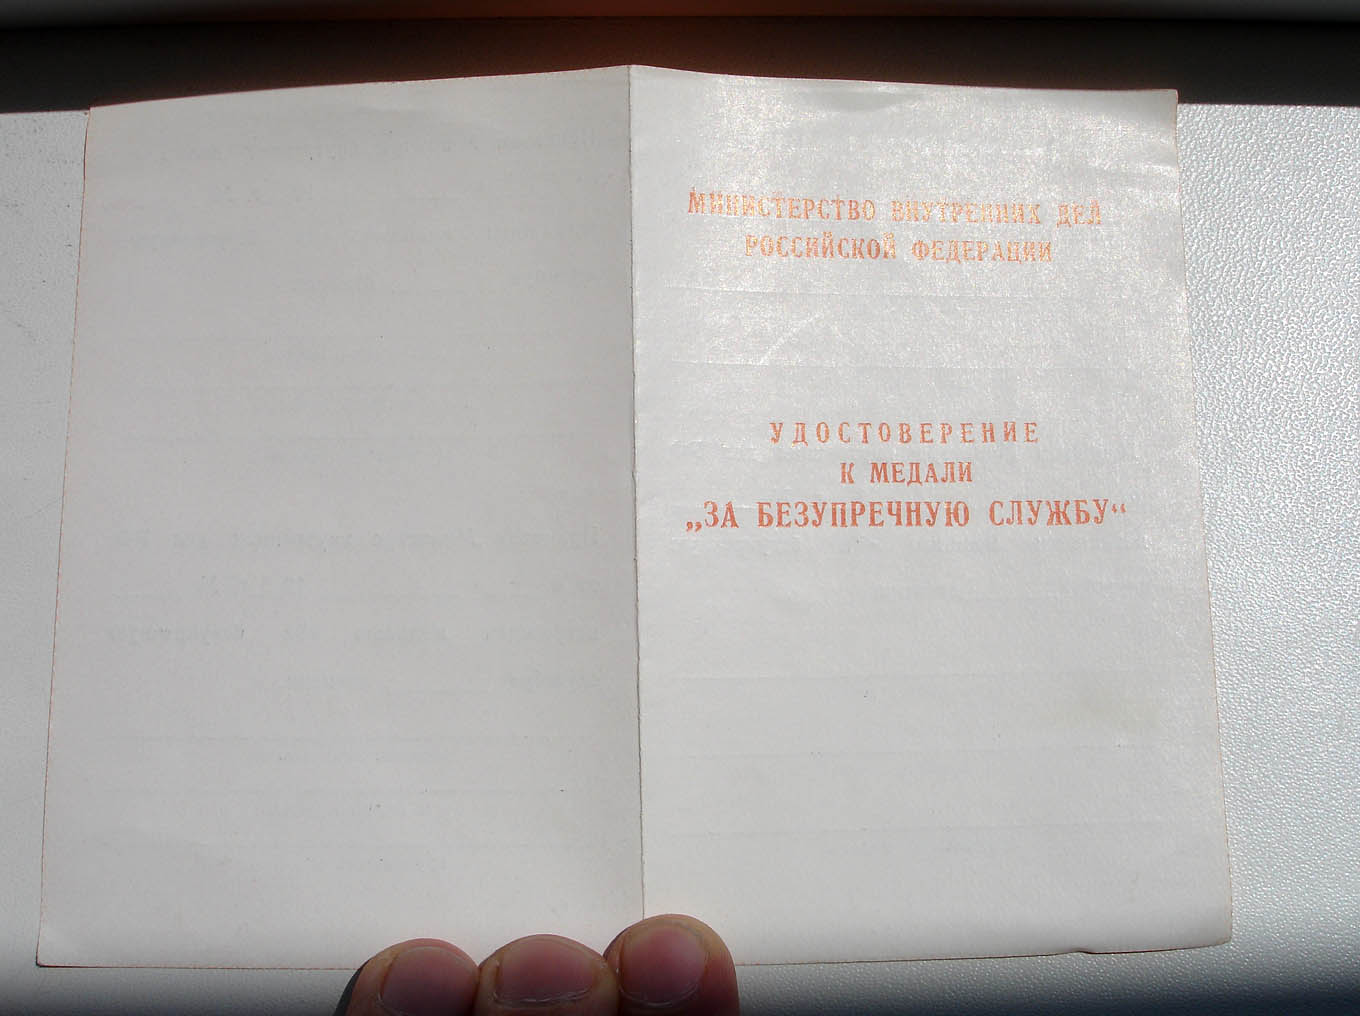 МИНИСТЕРСТВО ВНУТРЕННИХ ДЕЛ
РОССИЙСКОЙ ФЕДЕРАЦИИ
УДОСТОВЕРЕНИЕ
К МЕДАЛИ
„ЗА БЕЗУПРЕЧНУЮ СЛУЖБУ“